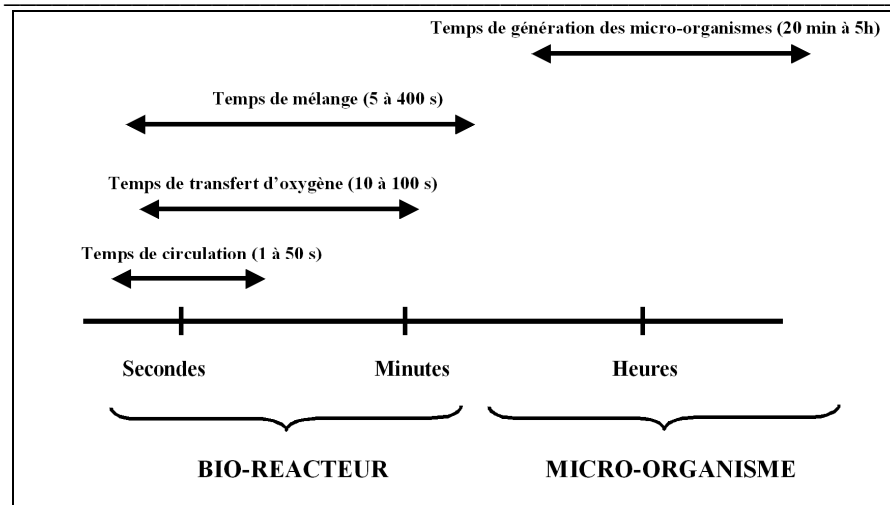 Temps de génération des micro-organismes (20 min à 5h)
Temps de mélange (5 à 400 s)
Temps de transfert d'oxygène (10 à 100 s)
Temps de circulation (1 à 50 s)
Secondes Minutes Heures
BIO-REACTEUR MICRO-ORGANISME